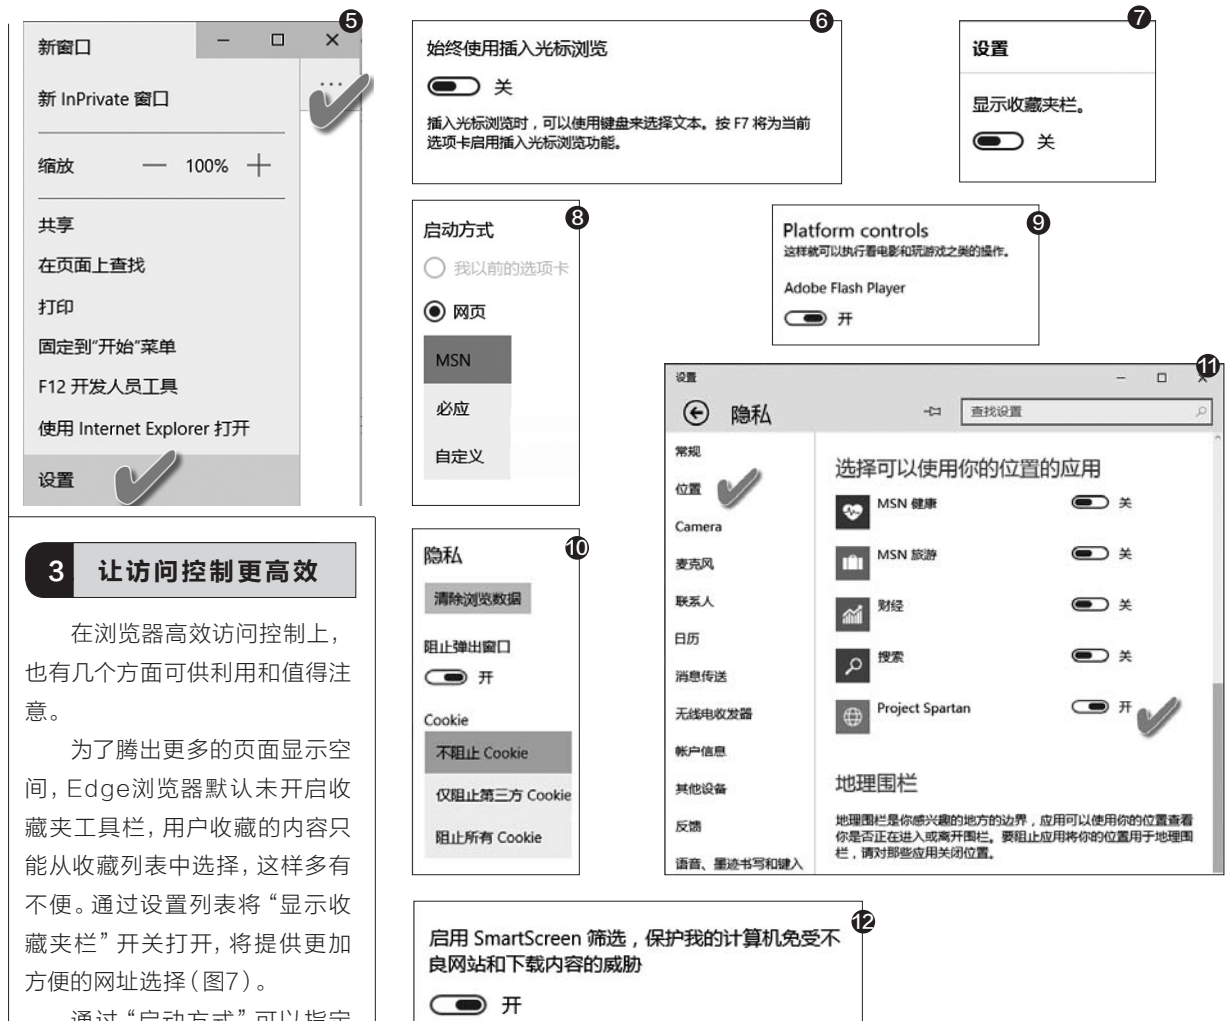 5
新窗口
新 InPrivate 窗口
缩放 — 100% +
共享
在页面上查找
打印
固定到“开始”菜单
F12 开发人员工具
使用 Internet Explorer 打开
设置
3 让访问控制更高效
在浏览器高效访问控制上，
也有几个方面可供利用和值得注
意。
为了腾出更多的页面显示空
间，Edge浏览器默认未开启收
藏夹工具栏，用户收藏的内容只
能从收藏列表中选择，这样多有
不便。通过设置列表将“显示收
藏夹栏”开关打开，将提供更加
方便的网址选择（图7）。
通过“启动方式”可以指定
6
始终使用插入光标浏览
关
插入光标浏览时，可以使用键盘来选择文本。按 F7 将为当前
选项卡启用插入光标浏览功能。
7
设置
显示收藏夹栏。
关
8
启动方式
我以前的选项卡
网页
MSN
必应
自定义
9
Platform controls
这样就可以执行看电影和玩游戏之类的操作。
Adobe Flash Player
开
10
隐私
清除浏览数据
阻止弹出窗口
开
Cookie
不阻止 Cookie
仅阻止第三方 Cookie
阻止所有 Cookie
11
设置
隐私
查找设置
常规
位置
Camera
麦克风
联系人
日历
消息传送
无线电收发器
帐户信息
其他设备
反馈
语音、墨迹书写和键入
选择可以使用你的位置的应用
MSN 健康 关
MSN 旅游 关
财经 关
搜索 关
Project Spartan 开
地理围栏
地理围栏是你感兴趣的地方的边界，应用可以使用你的位置查看
你是否正在进入或离开围栏。要阻止应用将你的位置用于地理围
栏，请对那些应用关闭位置。
12
启用 SmartScreen 筛选，保护我的计算机免受不
良网站和下载内容的威胁
开